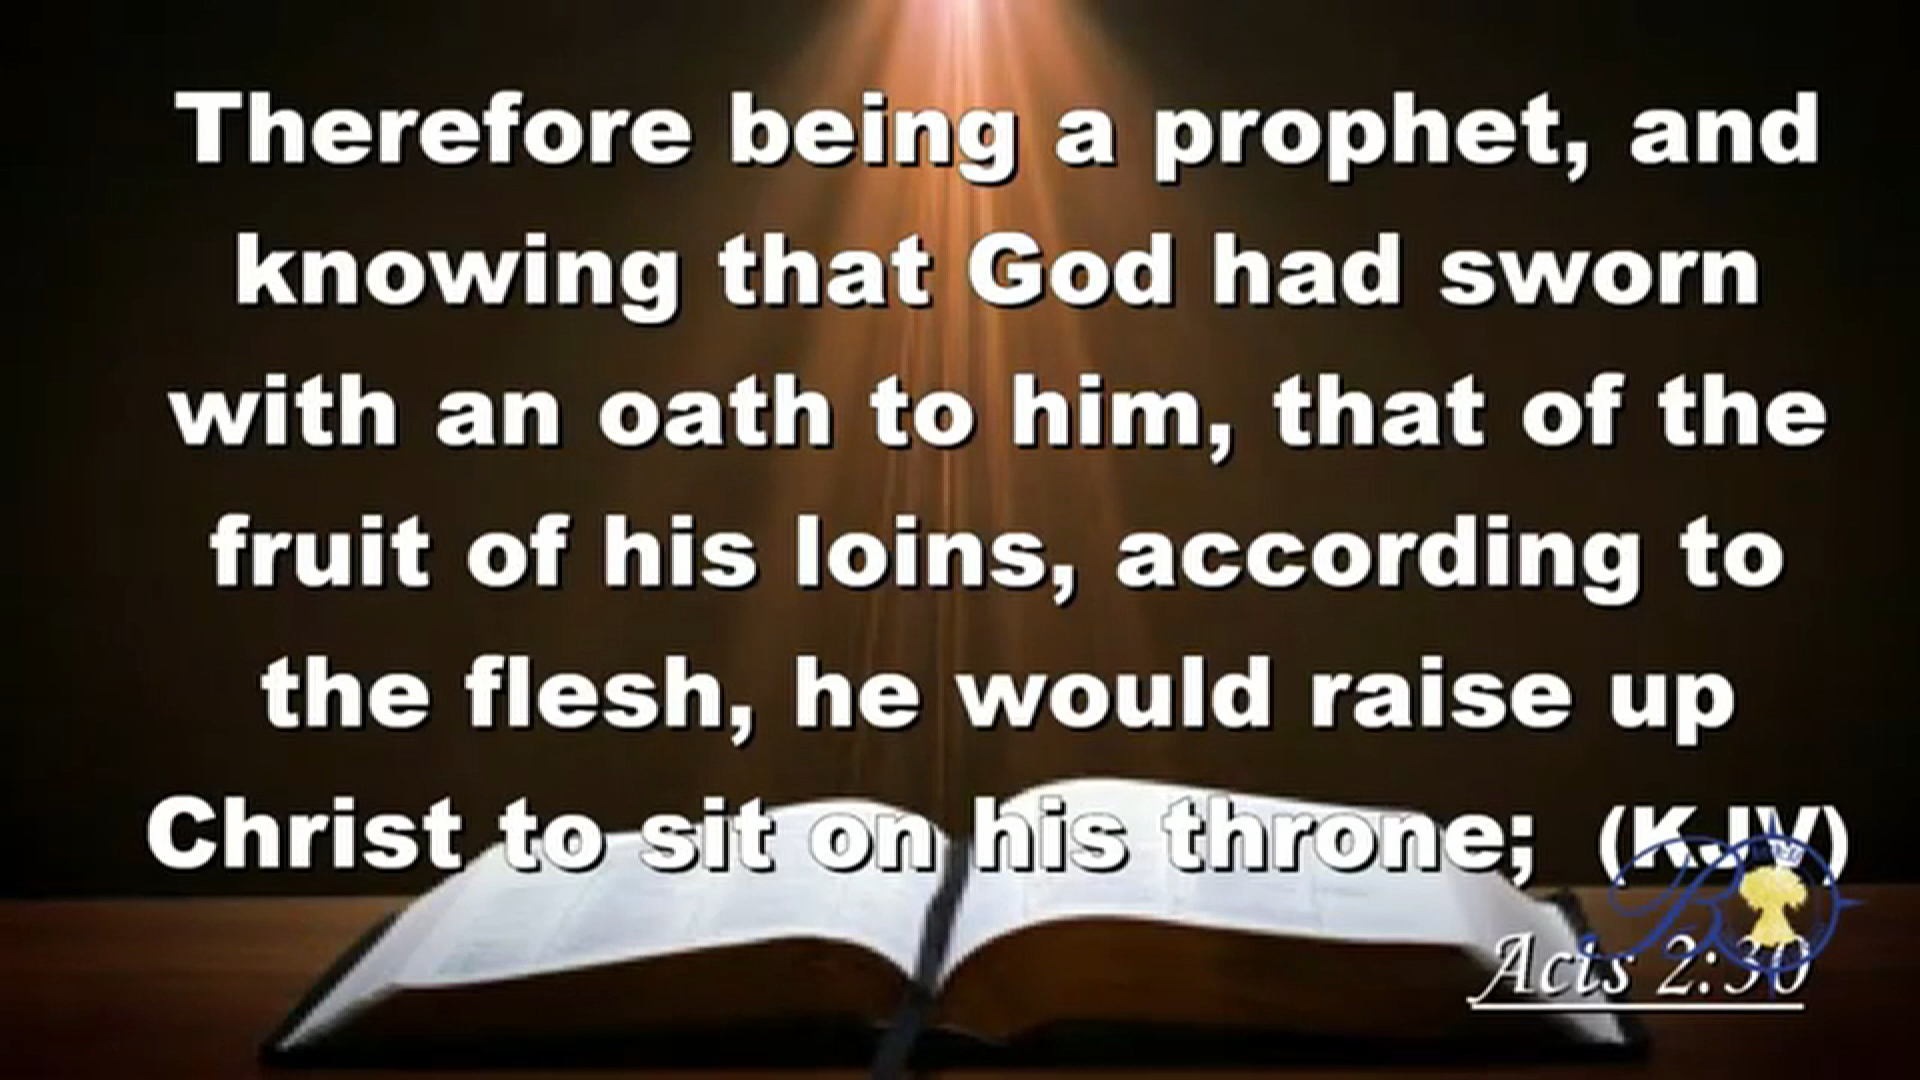 Therefore being a prophet, and
knowing that God had sworn
with an oath to him, that of the
fruit of his loins, according to
the flesh, he would raise up
Christ to sit on his throne; (KJV)
Acts 2:30